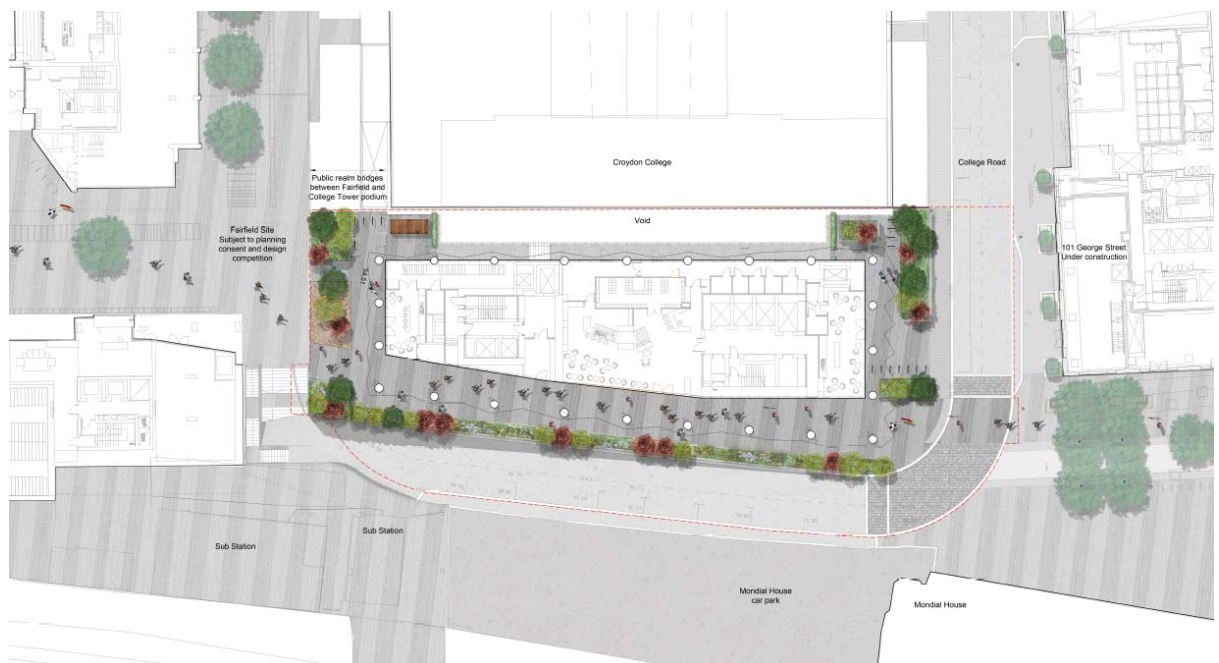 Croydon College
College Road
Public realm bridges
between Fairfield and
College Tower podium
Void
Fairfield Site
Subject to planning
consent and design
competition
101 George Street
Under construction
Sub Station
Sub Station
Mondial House
car park
Mondial House